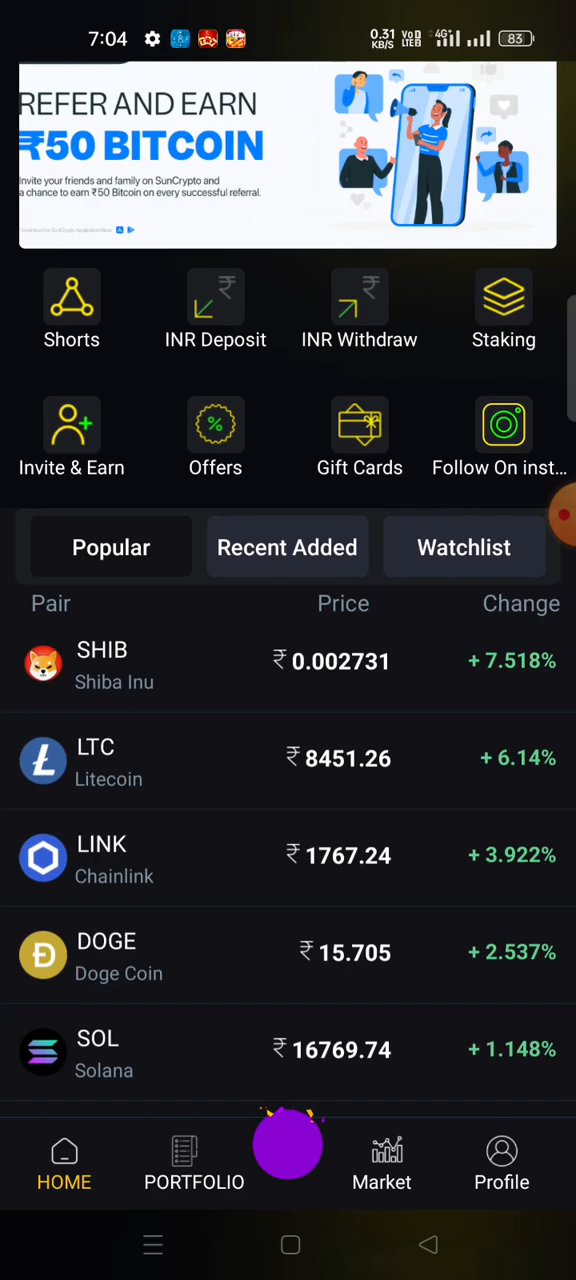 7:04
0.31 KB/S Vo LTE 2 4G+ 83
REFER AND EARN
₹50 BITCOIN
Invite your friends and family on SunCrypto and
a chance to earn ₹50 Bitcoin on every successful referral.
Shorts INR Deposit INR Withdraw Staking
Invite & Earn Offers Gift Cards Follow On inst...
Popular Recent Added Watchlist
Pair Price Change
SHIB
Shiba Inu
₹ 0.002731 + 7.518%
LTC
Litecoin
₹ 8451.26 + 6.14%
LINK
Chainlink
₹ 1767.24 + 3.922%
DOGE
Doge Coin
₹ 15.705 + 2.537%
SOL
Solana
₹ 16769.74 + 1.148%
HOME PORTFOLIO Market Profile